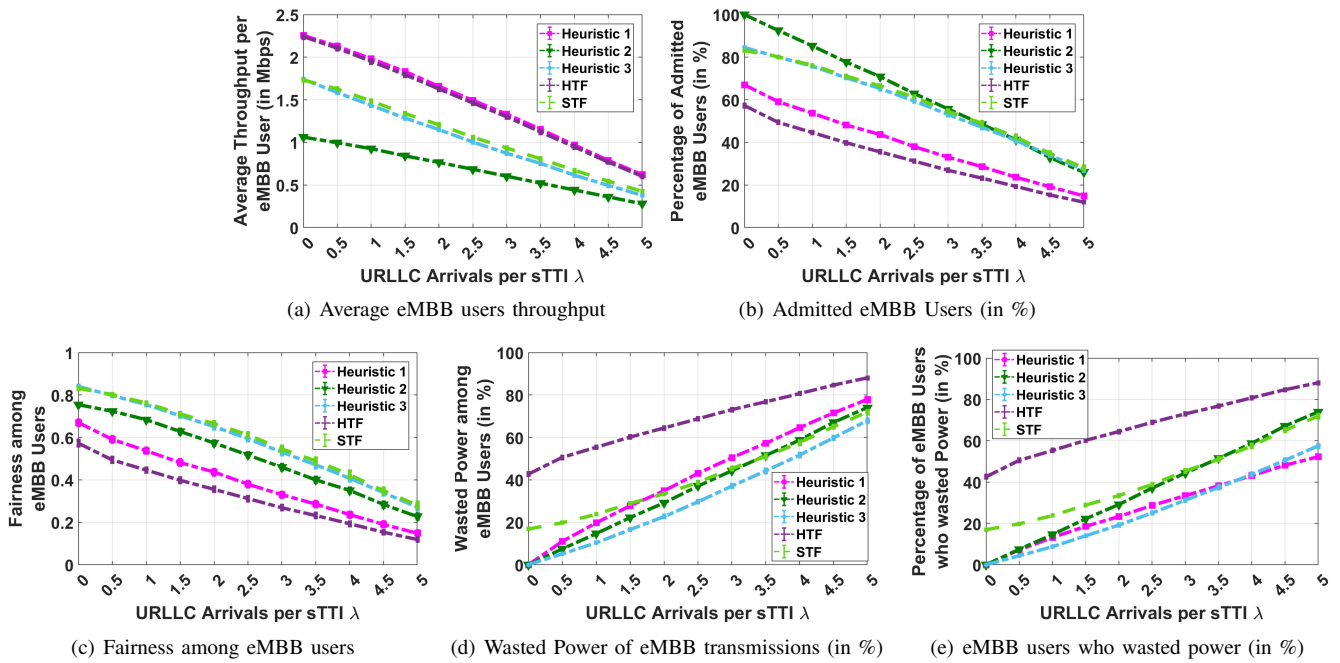 2.5
2
1.5
1
0.5
0
Average Throughput per
eMBB User (in Mbps)
Heuristic 1
Heuristic 2
Heuristic 3
HTF
STF
0 0.5 1 1.5 2 2.5 3 3.5 4 4.5 5
URLLC Arrivals per sTTI λ
(a) Average eMBB users throughput
100
80
60
40
20
0
Percentage of Admitted
eMBB Users (in %)
Heuristic 1
Heuristic 2
Heuristic 3
HTF
STF
0 0.5 1 1.5 2 2.5 3 3.5 4 4.5 5
URLLC Arrivals per sTTI λ
(b) Admitted eMBB Users (in %)
1
0.8
0.6
0.4
0.2
0
Fairness among
eMBB Users
Heuristic 1
Heuristic 2
Heuristic 3
HTF
STF
0 0.5 1 1.5 2 2.5 3 3.5 4 4.5 5
URLLC Arrivals per sTTI λ
(c) Fairness among eMBB users
100
80
60
40
20
0
Wasted Power among
eMBB Users (in %)
Heuristic 1
Heuristic 2
Heuristic 3
HTF
STF
0 0.5 1 1.5 2 2.5 3 3.5 4 4.5 5
URLLC Arrivals per sTTI λ
(d) Wasted Power of eMBB transmissions (in %)
100
80
60
40
20
0
Percentage of eMBB Users
who wasted Power (in %)
Heuristic 1
Heuristic 2
Heuristic 3
HTF
STF
0 0.5 1 1.5 2 2.5 3 3.5 4 4.5 5
URLLC Arrivals per sTTI λ
(e) eMBB users who wasted power (in %)